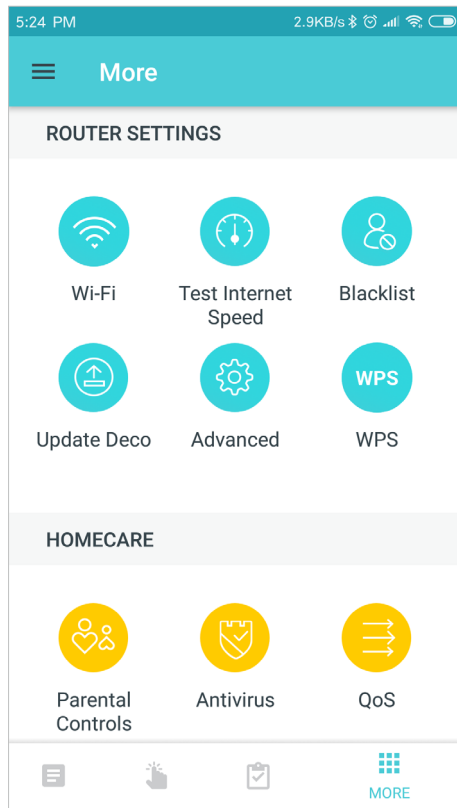 5:24 PM 2.9KB/s
More
ROUTER SETTINGS
Wi-Fi Test Internet Speed Blacklist
Update Deco Advanced WPS WPS
HOMECARE
Parental Controls Antivirus QoS
MORE